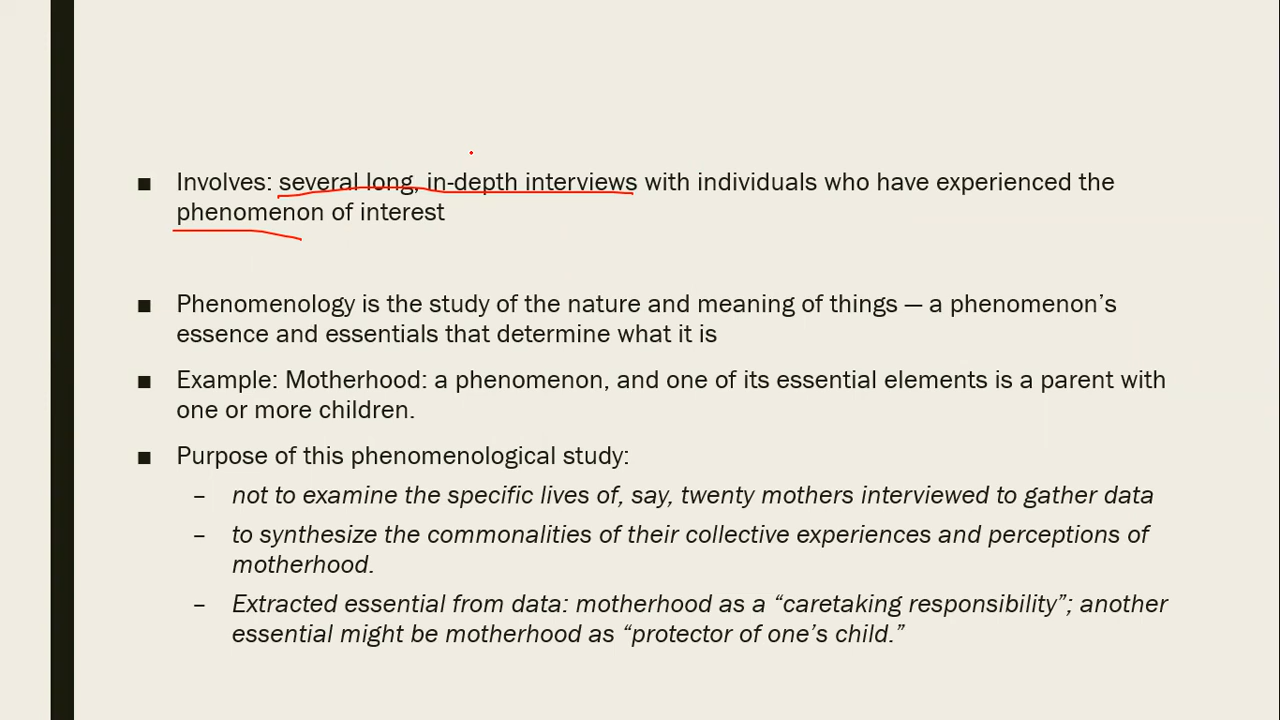 ■ Involves: several long, in-depth interviews with individuals who have experienced the
phenomenon of interest
■ Phenomenology is the study of the nature and meaning of things — a phenomenon’s
essence and essentials that determine what it is
■ Example: Motherhood: a phenomenon, and one of its essential elements is a parent with
one or more children.
■ Purpose of this phenomenological study:
– not to examine the specific lives of, say, twenty mothers interviewed to gather data
– to synthesize the commonalities of their collective experiences and perceptions of
motherhood.
– Extracted essential from data: motherhood as a “caretaking responsibility”; another
essential might be motherhood as “protector of one’s child.”